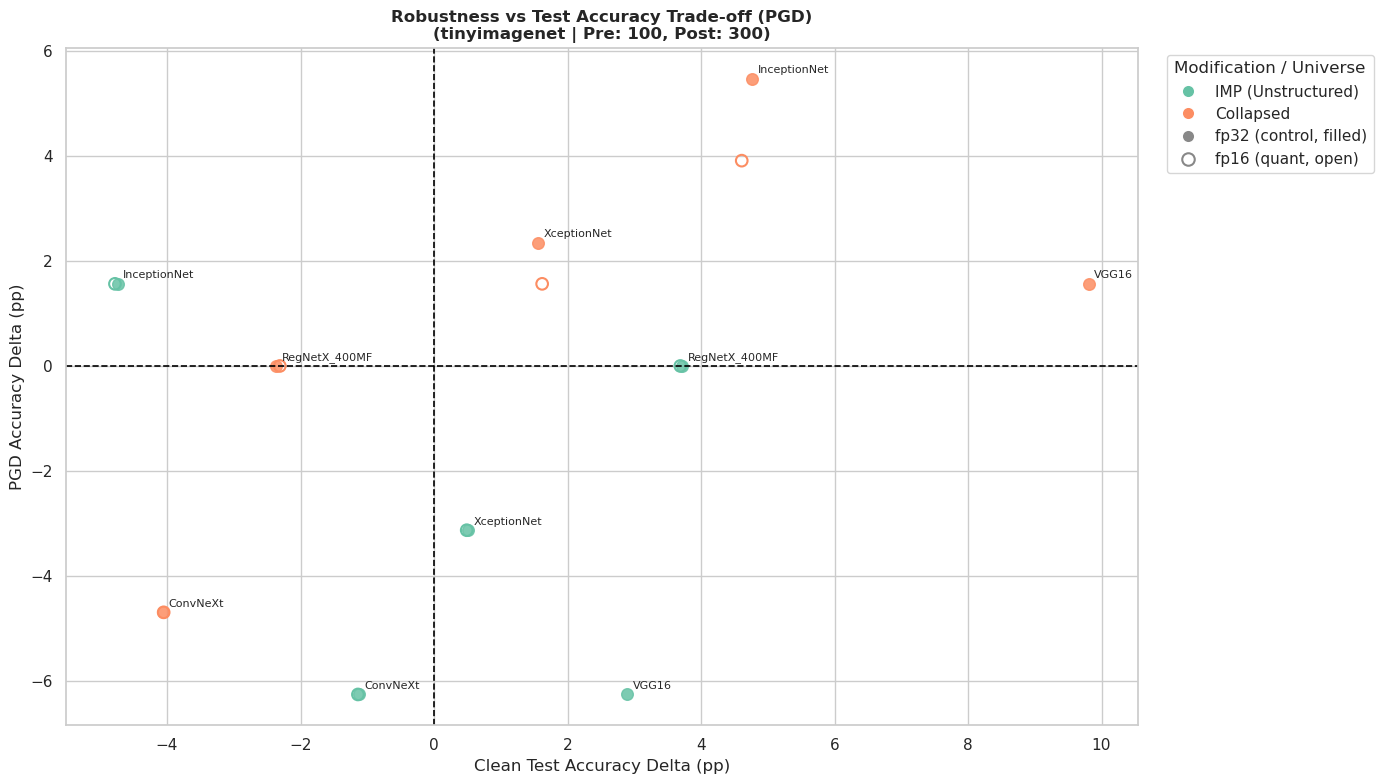 Robustness vs Test Accuracy Trade-off (PGD)
(tinyimagenet | Pre: 100, Post: 300)
Modification / Universe
IMP (Unstructured)
Collapsed
fp32 (control, filled)
fp16 (quant, open)
PGD Accuracy Delta (pp)
6
4
2
0
−2
−4
−6
InceptionNet
XceptionNet
InceptionNet
VGG16
RegNetX_400MF
RegNetX_400MF
XceptionNet
ConvNeXt
ConvNeXt
VGG16
−4
−2
0
2
4
6
8
10
Clean Test Accuracy Delta (pp)